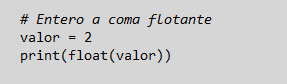 # Entero a coma flotante
valor = 2
print(float(valor))